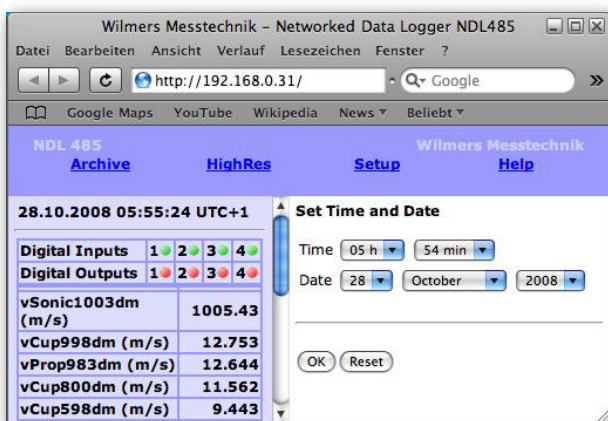 Wilmers Messtechnik – Networked Data Logger NDL485
Datei Bearbeiten Ansicht Verlauf Lesezeichen Fenster ?
http://192.168.0.31/ Google
Google Maps YouTube Wikipedia News Beliebt
NDL 485 Wilmers Messtechnik
Archive HighRes Setup Help
28.10.2008 05:55:24 UTC+1
Digital Inputs 1 2 3 4
Digital Outputs 1 2 3 4
vSonic1003dm (m/s) 1005.43
vCup998dm (m/s) 12.753
vProp983dm (m/s) 12.644
vCup800dm (m/s) 11.562
vCup598dm (m/s) 9.443
Set Time and Date
Time 05 h 54 min
Date 28 October 2008
OK Reset